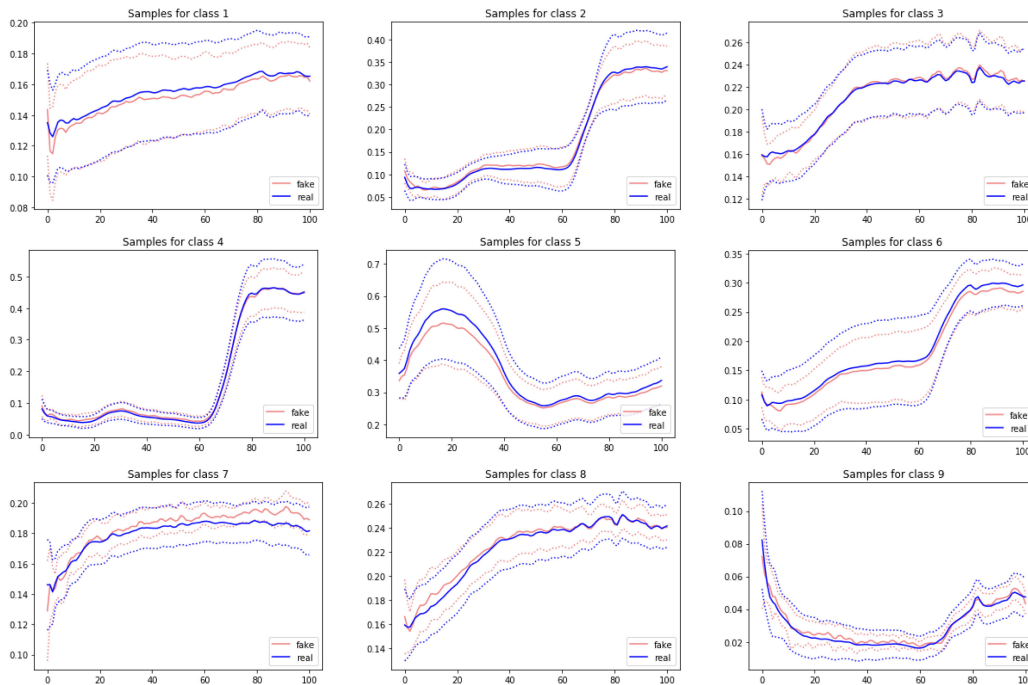 Samples for class 1
0.20
0.18
0.16
0.14
0.12
0.10
0.08
0 20 40 60 80 100
fake
real
Samples for class 2
0.40
0.35
0.30
0.25
0.20
0.15
0.10
0.05
0 20 40 60 80 100
fake
real
Samples for class 3
0.26
0.24
0.22
0.20
0.18
0.16
0.14
0.12
0 20 40 60 80 100
fake
real
Samples for class 4
0.5
0.4
0.3
0.2
0.1
0.0
0 20 40 60 80 100
fake
real
Samples for class 5
0.7
0.6
0.5
0.4
0.3
0.2
0 20 40 60 80 100
fake
real
Samples for class 6
0.35
0.30
0.25
0.20
0.15
0.10
0.05
0 20 40 60 80 100
fake
real
Samples for class 7
0.20
0.18
0.16
0.14
0.12
0.10
0 20 40 60 80 100
fake
real
Samples for class 8
0.26
0.24
0.22
0.20
0.18
0.16
0.14
0 20 40 60 80 100
fake
real
Samples for class 9
0.10
0.08
0.06
0.04
0.02
0 20 40 60 80 100
fake
real